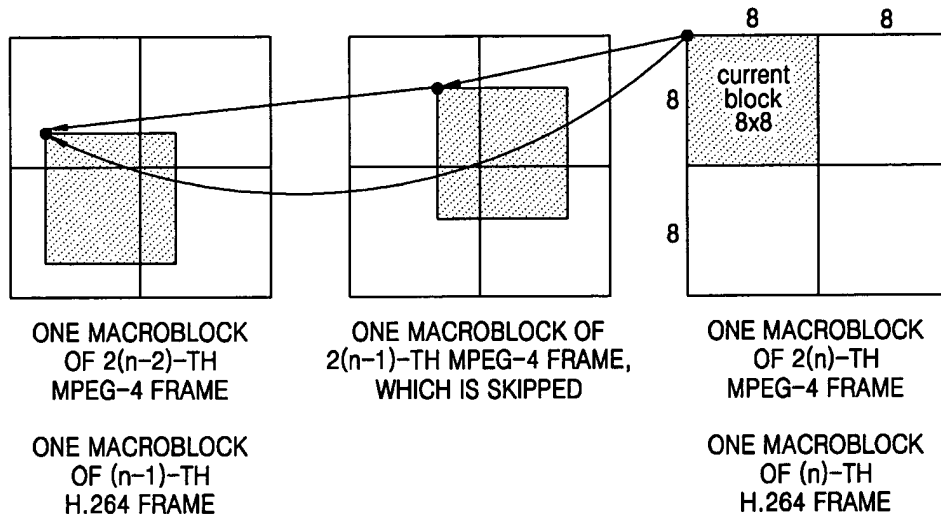 8 8
current
block
8x8
8
8
ONE MACROBLOCK
OF 2(n-2)-TH
MPEG-4 FRAME
ONE MACROBLOCK OF
2(n-1)-TH MPEG-4 FRAME,
WHICH IS SKIPPED
ONE MACROBLOCK
OF 2(n)-TH
MPEG-4 FRAME
ONE MACROBLOCK
OF (n-1)-TH
H.264 FRAME
ONE MACROBLOCK
OF (n)-TH
H.264 FRAME